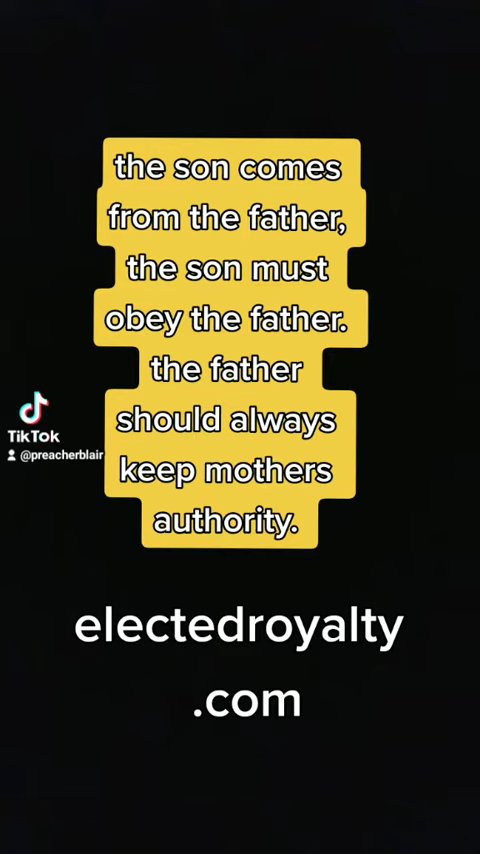 the son comes
from the father,
the son must
obey the father.
the father
should always
keep mothers
authority.
TikTok
@preacherblair
electedroyalty
.com